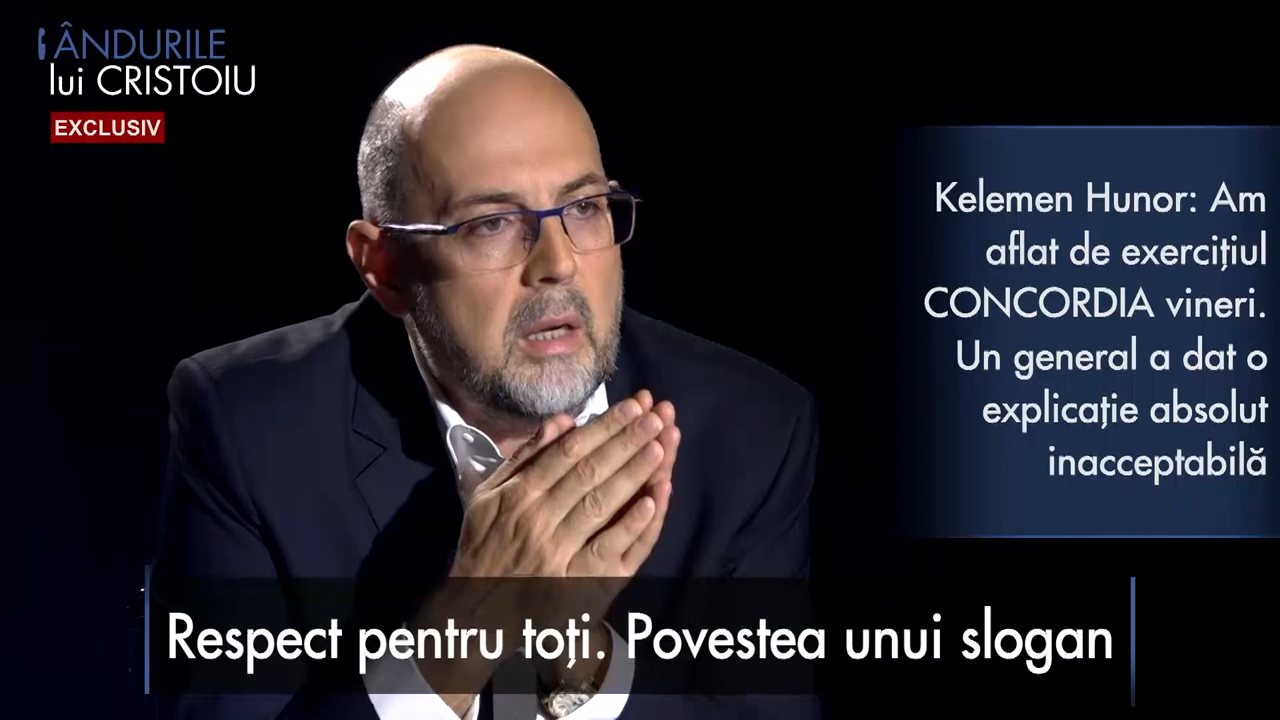 GÂNDURILE
lui CRISTOIU
EXCLUSIV
Kelemen Hunor: Am
aflat de exercițiul
CONCORDIA vineri.
Un general a dat o
explicație absolut
inacceptabilă
Respect pentru toți. Povestea unui slogan